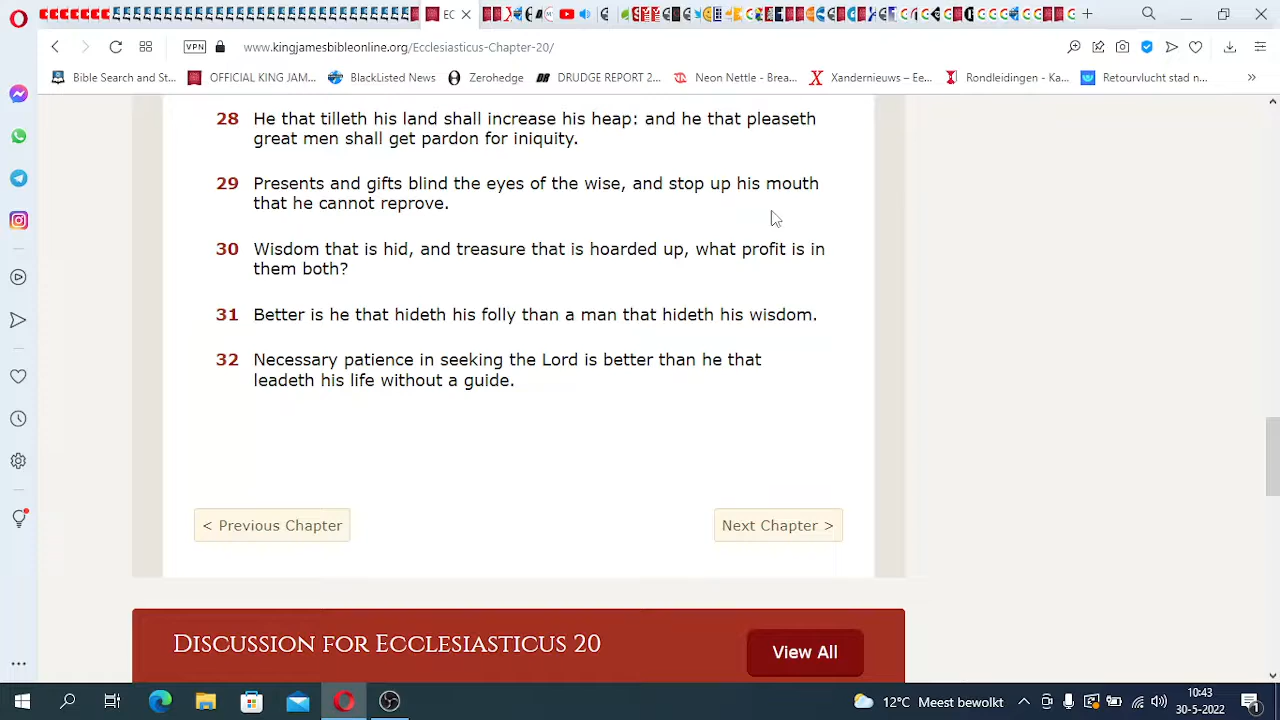 EC
VPN
www.kingjamesbibleonline.org/Ecclesiasticus-Chapter-20/
Bible Search and St...
OFFICIAL KING JAM...
BlackListed News
Zerohedge
DRUDGE REPORT 2...
Neon Nettle - Brea...
Xandernieuws – Ee...
Rondleidingen - Ka...
Retourvlucht stad n...
28 He that tilleth his land shall increase his heap: and he that pleaseth
great men shall get pardon for iniquity.
29 Presents and gifts blind the eyes of the wise, and stop up his mouth
that he cannot reprove.
30 Wisdom that is hid, and treasure that is hoarded up, what profit is in
them both?
31 Better is he that hideth his folly than a man that hideth his wisdom.
32 Necessary patience in seeking the Lord is better than he that
leadeth his life without a guide.
< Previous Chapter
Next Chapter >
Discussion for Ecclesiasticus 20
View All
12°C Meest bewolkt
10:43
30-5-2022